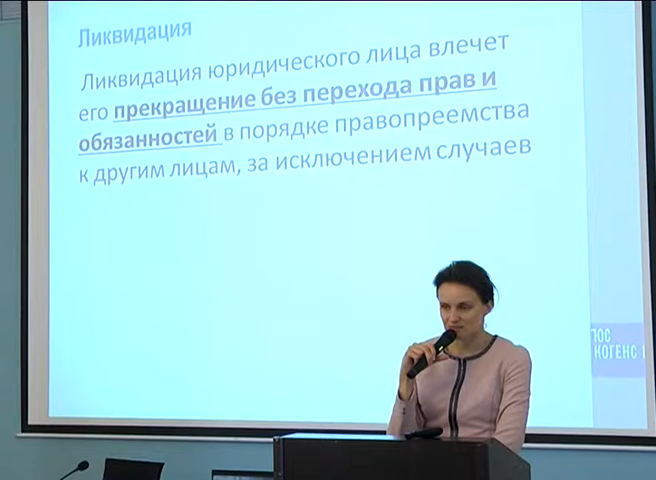 Ликвидация
Ликвидация юридического лица влечет
его прекращение без перехода прав и
обязанностей в порядке правопреемства
к другим лицам, за исключением случаев